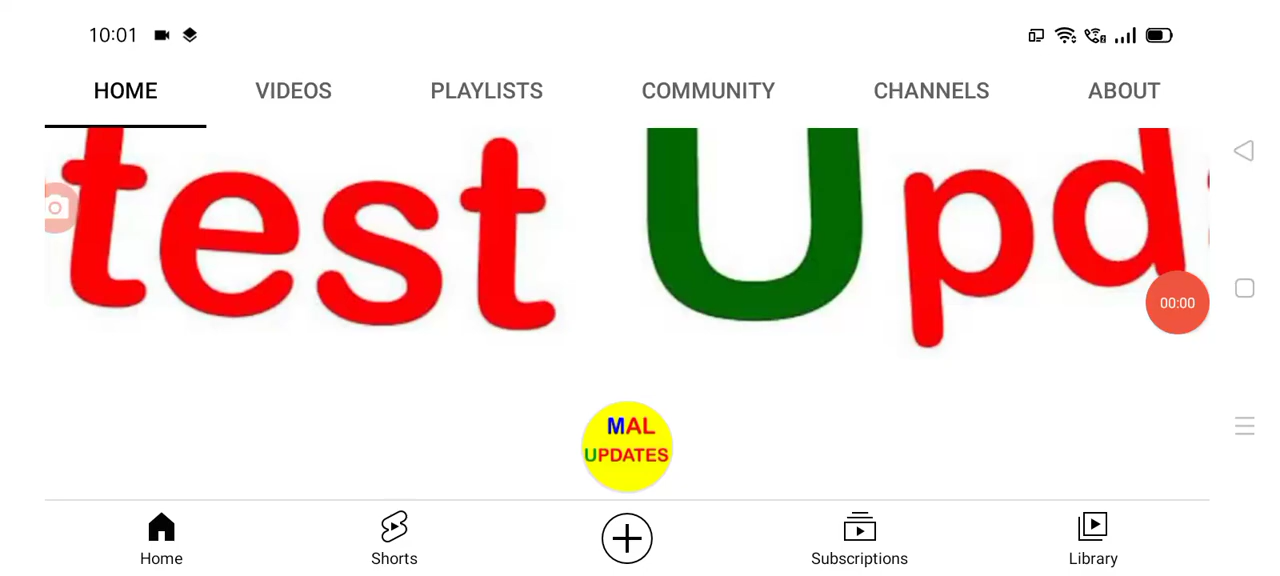 10:01
HOME VIDEOS PLAYLISTS COMMUNITY CHANNELS ABOUT
test Upd
00:00
MAL
UPDATES
Home Shorts Subscriptions Library